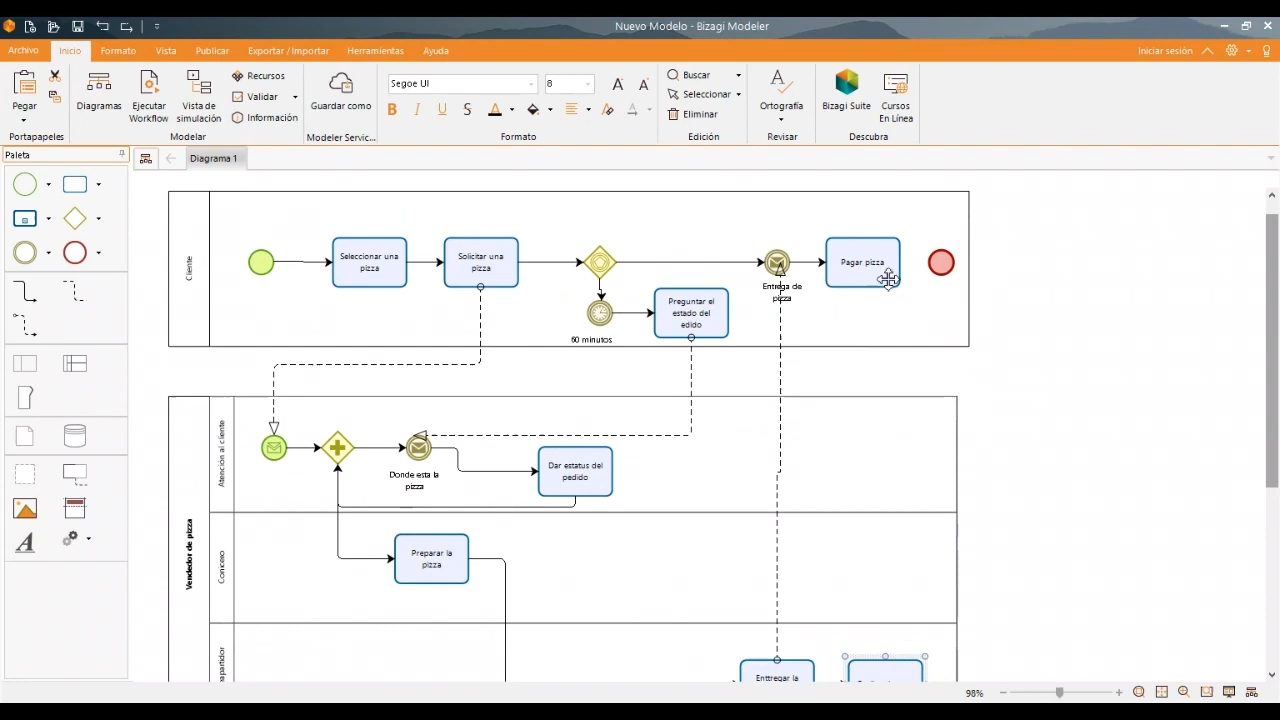 Nuevo Modelo - Bizagi Modeler
Archivo Inicio Formato Vista Publicar Exportar / Importar Herramientas Ayuda Iniciar sesión
Pegar
Portapapeles
Diagramas
Ejecutar
Workflow
Vista de
simulación
Recursos
Validar
Información
Modelar
Guardar como
Modeler Servic...
Segoe UI 8
B I U S A A
Formato
Buscar
Seleccionar
Eliminar
Edición
Ortografía
Revisar
Bizagi Suite
Cursos
En Línea
Descubra
Paleta
Diagrama 1
Cliente
Seleccionar una
pizza
Solicitar una
pizza
Entrega de
pizza
Pagar pizza
Preguntar el
estado del
edido
60 minutos
Vendedor de pizza
Atención al cliente
Donde esta la
pizza
Dar estatus del
pedido
Cocicero
Preparar la
pizza
partidor
Enttregar la
98%